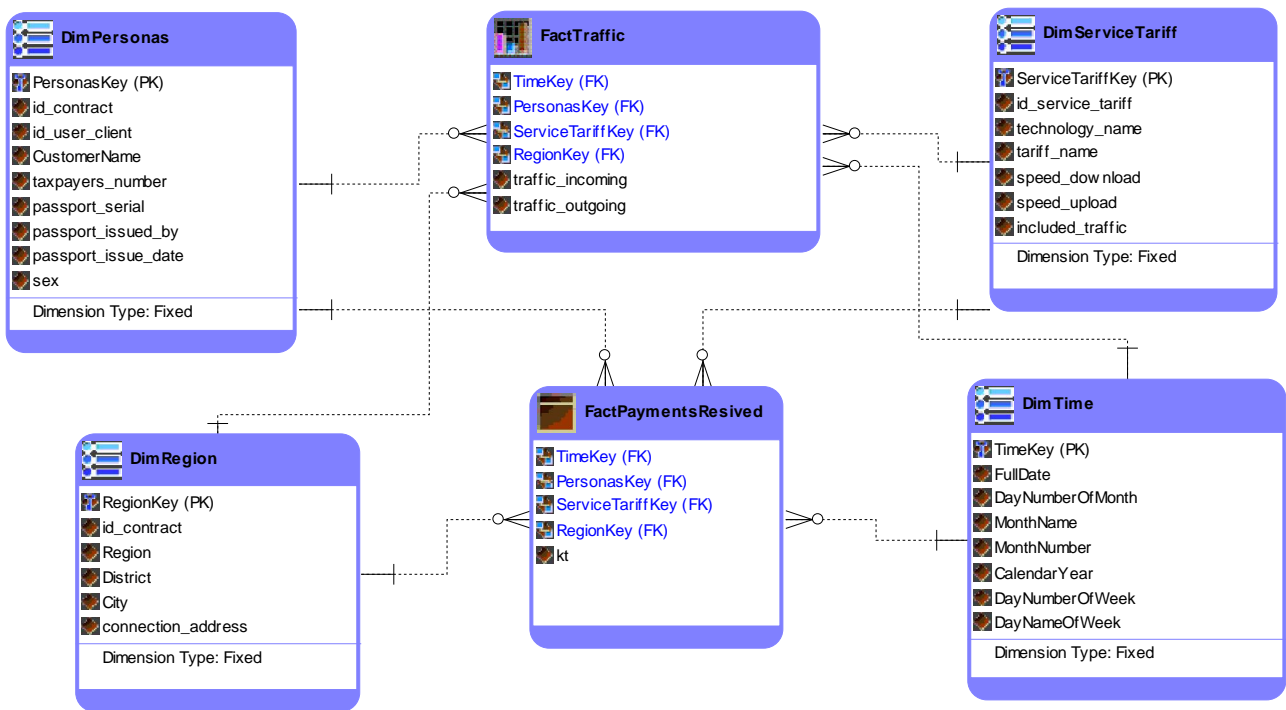 DimPersonas
PersonasKey (PK)
id_contract
id_user_client
CustomerName
taxpayers_number
passport_serial
passport_issued_by
passport_issue_date
sex
Dimension Type: Fixed
FactTraffic
TimeKey (FK)
PersonasKey (FK)
ServiceTariffKey (FK)
RegionKey (FK)
traffic_incoming
traffic_outgoing
DimServiceTariff
ServiceTariffKey (PK)
id_service_tariff
technology_name
tariff_name
speed_download
speed_upload
included_traffic
Dimension Type: Fixed
DimRegion
RegionKey (PK)
id_contract
Region
District
City
connection_address
Dimension Type: Fixed
FactPaymentsResived
TimeKey (FK)
PersonasKey (FK)
ServiceTariffKey (FK)
RegionKey (FK)
kt
DimTime
TimeKey (PK)
FullDate
DayNumberOfMonth
MonthName
MonthNumber
CalendarYear
DayNumberOfWeek
DayNameOfWeek
Dimension Type: Fixed